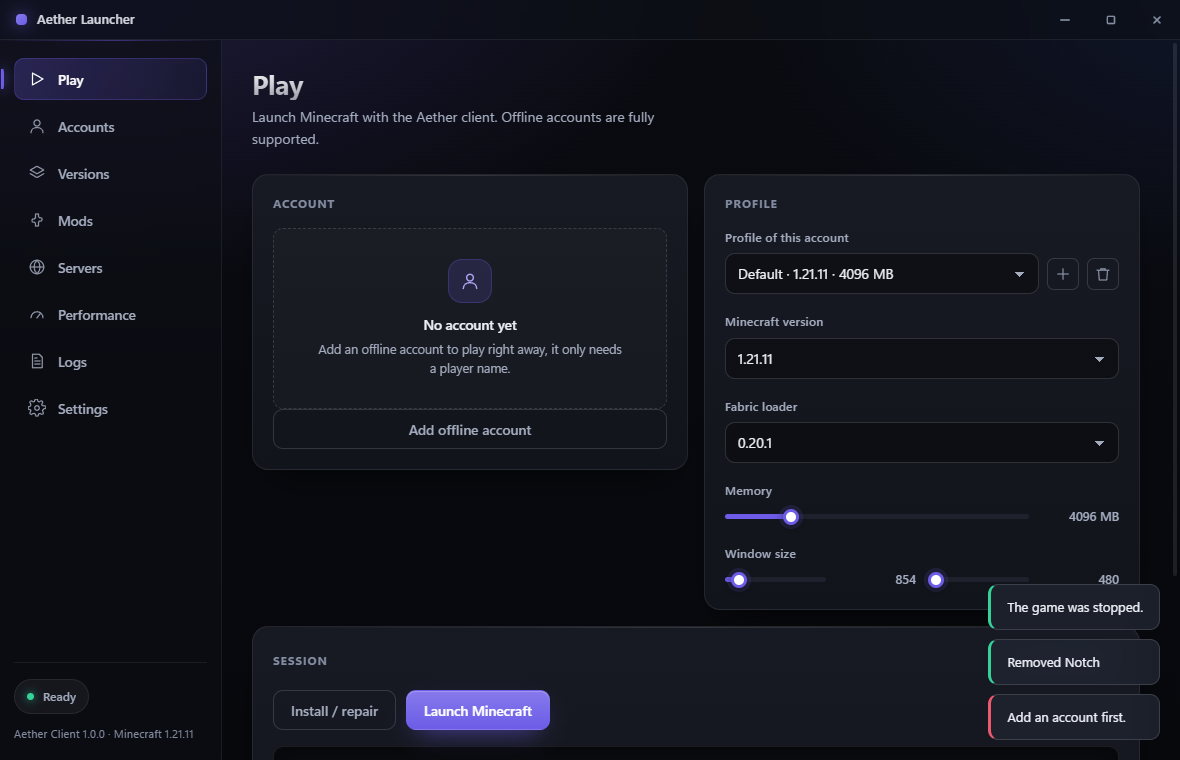 Aether Launcher
Play
Accounts
Versions
Mods
Servers
Performance
Logs
Settings
Ready
Aether Client 1.0.0 · Minecraft 1.21.11
Play
Launch Minecraft with the Aether client. Offline accounts are fully
supported.
ACCOUNT
No account yet
Add an offline account to play right away, it only needs
a player name.
Add offline account
PROFILE
Profile of this account
Default · 1.21.11 · 4096 MB
Minecraft version
1.21.11
Fabric loader
0.20.1
Memory
4096 MB
Window size
854
480
SESSION
Install / repair
Launch Minecraft
The game was stopped.
Removed Notch
Add an account first.